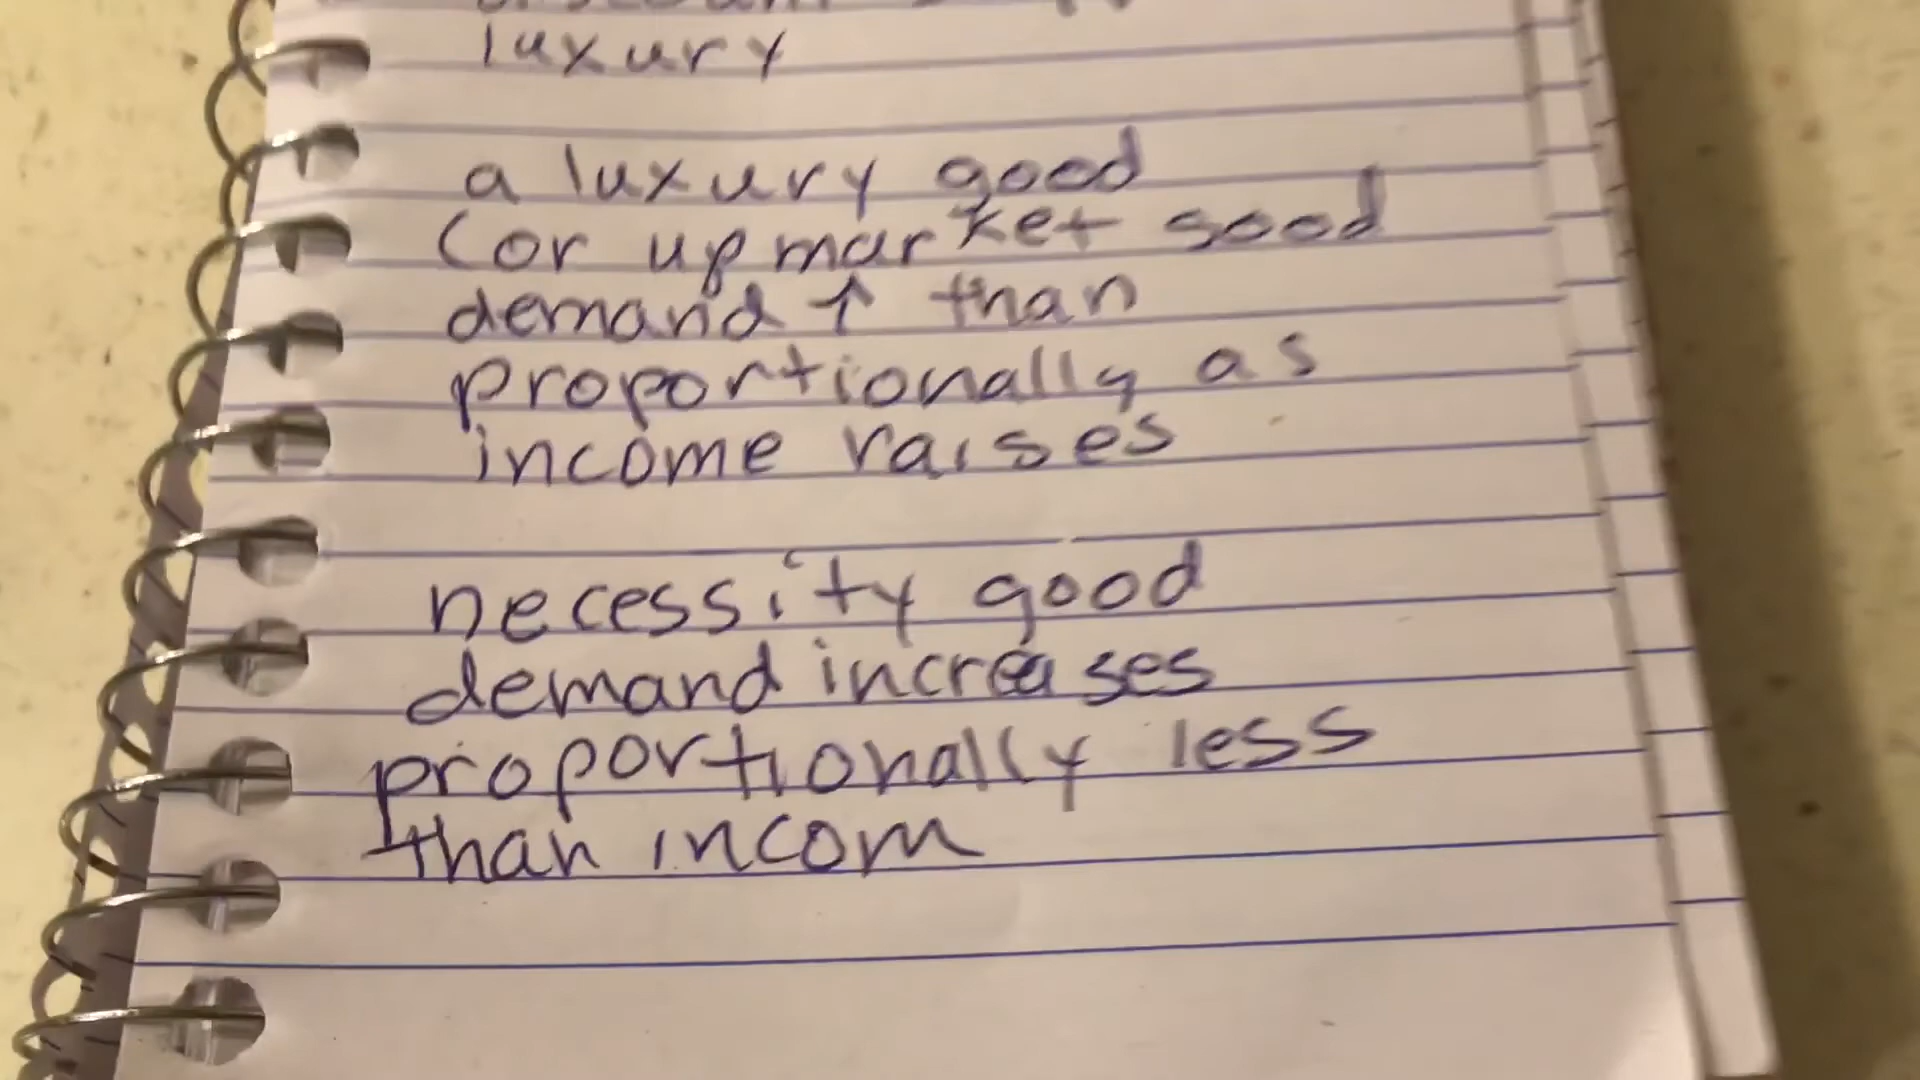 luxury
a luxury good
(or upmarket good
demand ↑ than
proportionally as
income raises
necessity good
demand increases
proportionally less
than incom